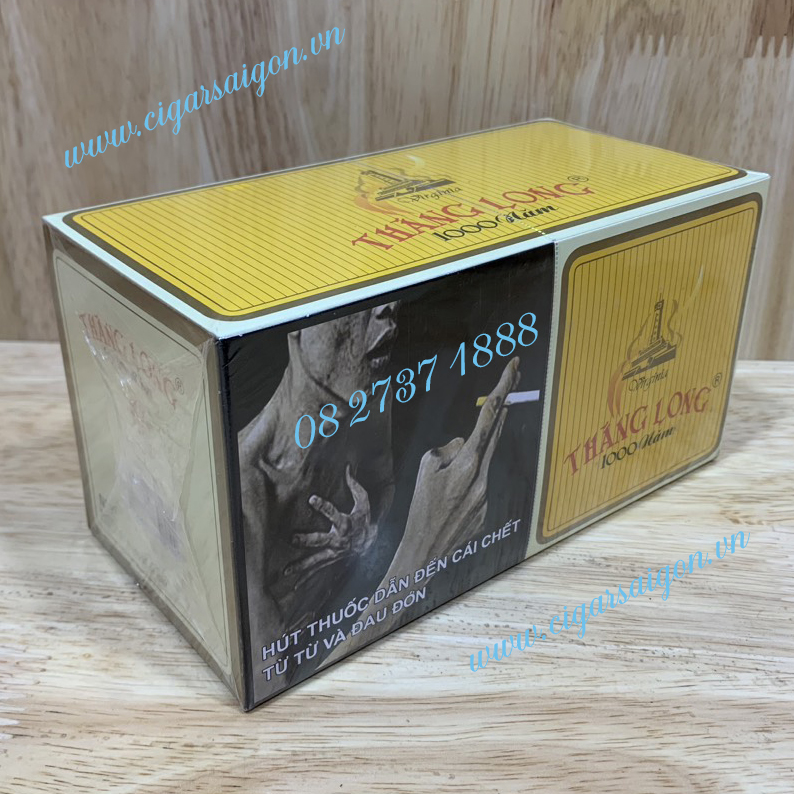 www.cigarsaigon.vn
Virginia
THĂNG LONG®
1000 Năm
THĂNG LONG®
08 2737 1888
HÚT THUỐC DẪN ĐẾN CÁI CHẾT
TỪ TỪ VÀ ĐAU ĐỚN
Virginia
THĂNG LONG®
1000 Năm
www.cigarsaigon.vn